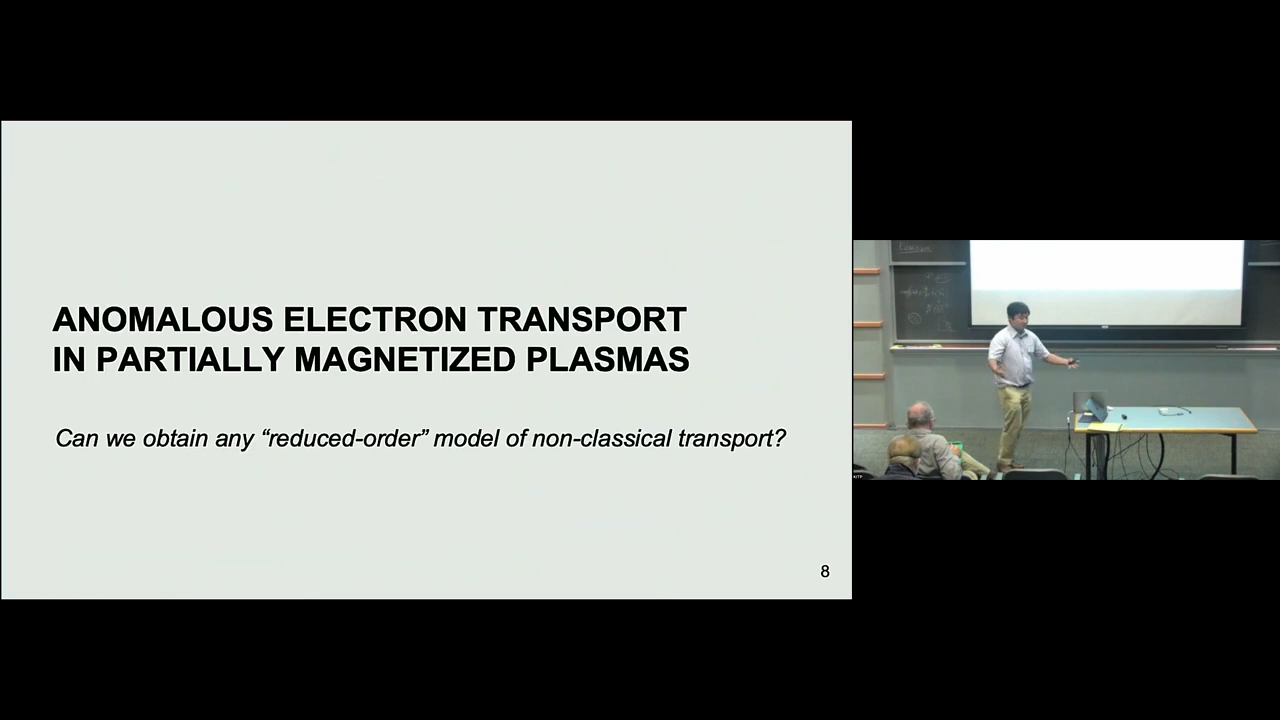 ANOMALOUS ELECTRON TRANSPORT
IN PARTIALLY MAGNETIZED PLASMAS
Can we obtain any “reduced-order” model of non-classical transport?
8
KITP